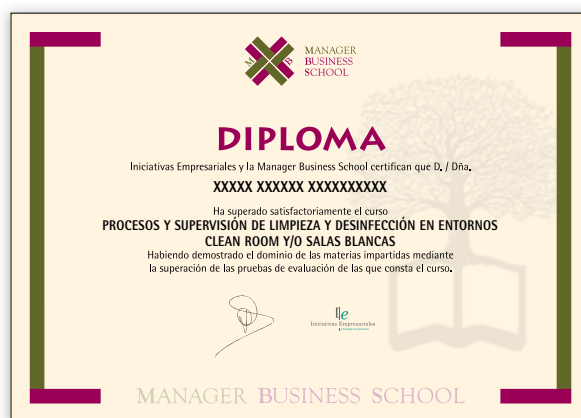 M B
MANAGER
BUSINESS
SCHOOL
DIPLOMA
Iniciativas Empresariales y la Manager Business School certifican que D. / Dña.
XXXXX XXXXXX XXXXXXXXXX
Ha superado satisfactoriamente el curso
PROCESOS Y SUPERVISIÓN DE LIMPIEZA Y DESINFECCIÓN EN ENTORNOS
CLEAN ROOM Y/O SALAS BLANCAS
Habiendo demostrado el dominio de las materias impartidas mediante
la superación de las pruebas de evaluación de las que consta el curso.
Iniciativas Empresariales
MANAGER BUSINESS SCHOOL